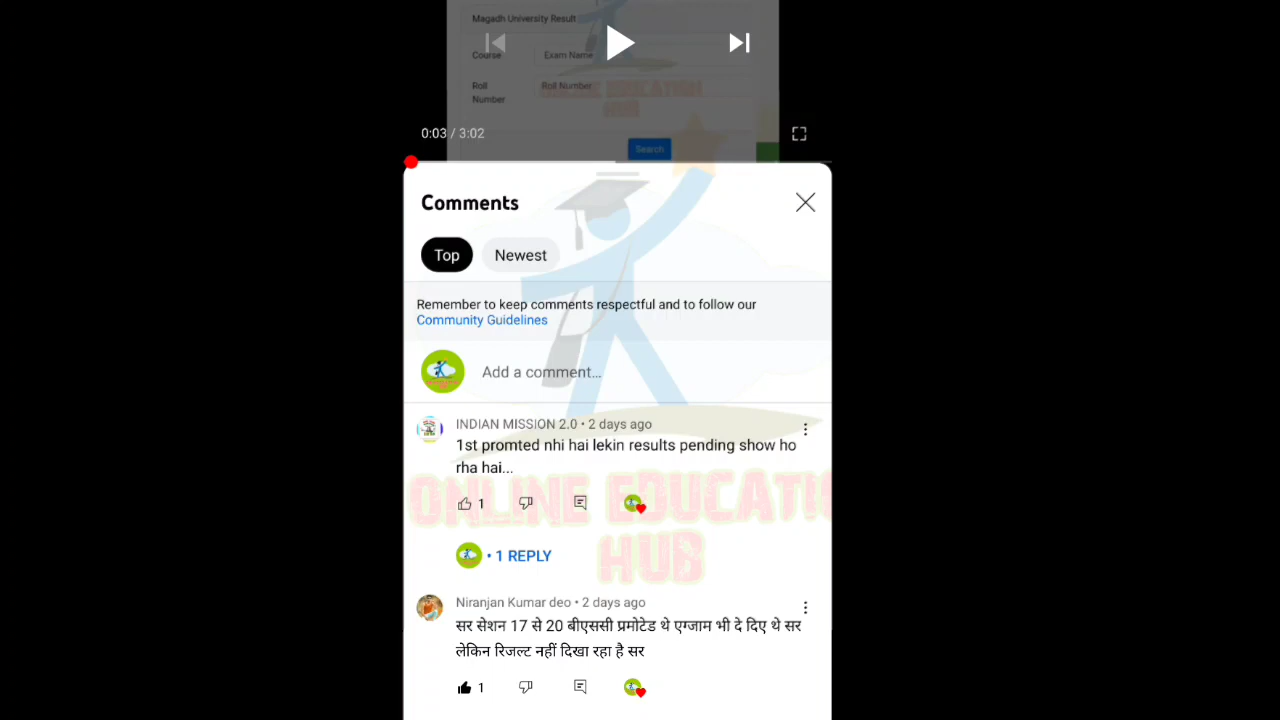 Magadh University Result
Course
Exam Name
Roll
Number
Roll Number
ONLINE EDUCATION
HUB
Search
0:03 / 3:02
Comments
Top
Newest
Remember to keep comments respectful and to follow our
Community Guidelines
Add a comment...
INDIAN MISSION 2.0 • 2 days ago
1st promted nhi hai lekin results pending show ho
rha hai...
1
ONLINE EDUCATI
HUB
• 1 REPLY
Niranjan Kumar deo • 2 days ago
सर सेशन 17 से 20 बीएससी प्रमोटेड थे एग्जाम भी दे दिए थे सर
लेकिन रिजल्ट नहीं दिखा रहा है सर
1